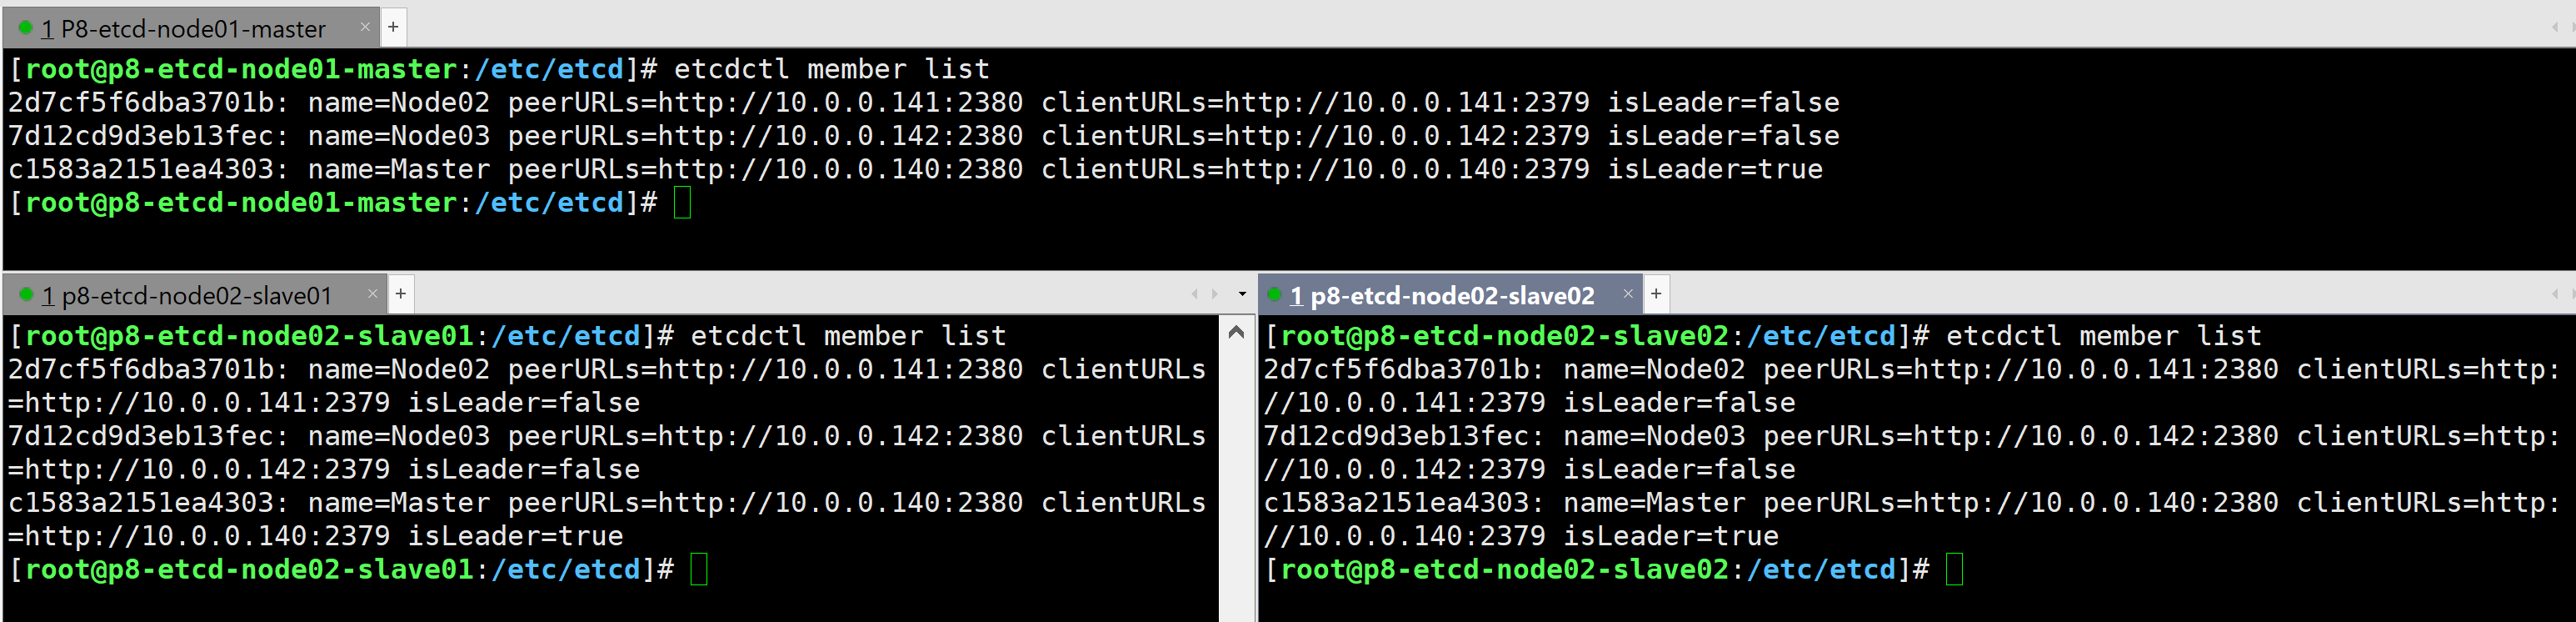 1 P8-etcd-node01-master × +
[root@p8-etcd-node01-master:/etc/etcd]# etcdctl member list
2d7cf5f6dba3701b: name=Node02 peerURLs=http://10.0.0.141:2380 clientURLs=http://10.0.0.141:2379 isLeader=false
7d12cd9d3eb13fec: name=Node03 peerURLs=http://10.0.0.142:2380 clientURLs=http://10.0.0.142:2379 isLeader=false
c1583a2151ea4303: name=Master peerURLs=http://10.0.0.140:2380 clientURLs=http://10.0.0.140:2379 isLeader=true
[root@p8-etcd-node01-master:/etc/etcd]#
1 p8-etcd-node02-slave01 × +
[root@p8-etcd-node02-slave01:/etc/etcd]# etcdctl member list
2d7cf5f6dba3701b: name=Node02 peerURLs=http://10.0.0.141:2380 clientURLs
=http://10.0.0.141:2379 isLeader=false
7d12cd9d3eb13fec: name=Node03 peerURLs=http://10.0.0.142:2380 clientURLs
=http://10.0.0.142:2379 isLeader=false
c1583a2151ea4303: name=Master peerURLs=http://10.0.0.140:2380 clientURLs
=http://10.0.0.140:2379 isLeader=true
[root@p8-etcd-node02-slave01:/etc/etcd]#
1 p8-etcd-node02-slave02 × +
[root@p8-etcd-node02-slave02:/etc/etcd]# etcdctl member list
2d7cf5f6dba3701b: name=Node02 peerURLs=http://10.0.0.141:2380 clientURLs=http:
//10.0.0.141:2379 isLeader=false
7d12cd9d3eb13fec: name=Node03 peerURLs=http://10.0.0.142:2380 clientURLs=http:
//10.0.0.142:2379 isLeader=false
c1583a2151ea4303: name=Master peerURLs=http://10.0.0.140:2380 clientURLs=http:
//10.0.0.140:2379 isLeader=true
[root@p8-etcd-node02-slave02:/etc/etcd]#